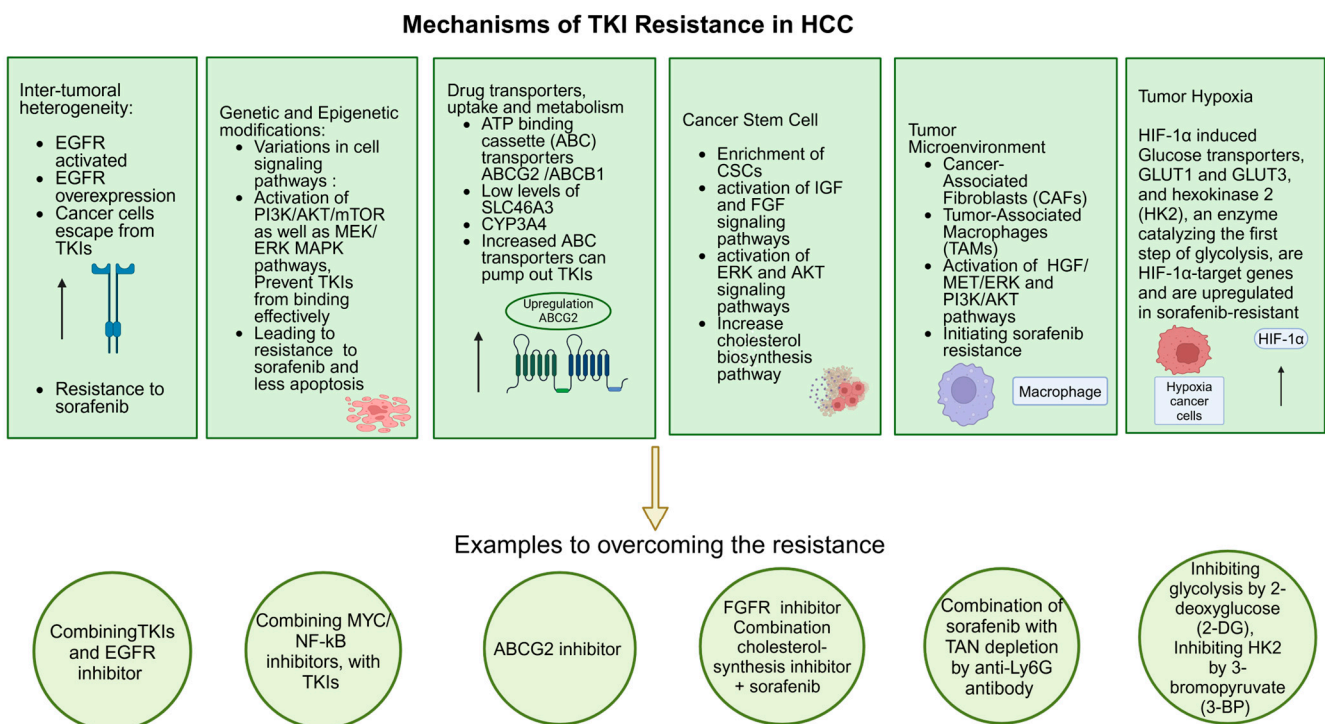 Mechanisms of TKI Resistance in HCC
Inter-tumoral
heterogeneity:
• EGFR
activated
• EGFR
overexpression
• Cancer cells
escape from
TKIs
• Resistance to
sorafenib
Genetic and Epigenetic
modifications:
• Variations in cell
signaling
pathways :
• Activation of
PI3K/AKT/mTOR
as well as MEK/
ERK MAPK
pathways,
Prevent TKIs
from binding
effectively
• Leading to
resistance to
sorafenib and
less apoptosis
Drug transporters,
uptake and metabolism
• ATP binding
cassette (ABC)
transporters
ABCG2 /ABCB1
• Low levels of
SLC46A3
• CYP3A4
• Increased ABC
transporters can
pump out TKIs
Upregulation
ABCG2
Cancer Stem Cell
• Enrichment of
CSCs
• activation of IGF
and FGF
signaling
pathways
• activation of
ERK and AKT
signaling
pathways
• Increase
cholesterol
biosynthesis
pathway
Tumor
Microenvironment
• Cancer-
Associated
Fibroblasts (CAFs)
• Tumor-Associated
Macrophages
(TAMs)
• Activation of HGF/
MET/ERK and
PI3K/AKT
pathways
• Initiating sorafenib
resistance
Macrophage
Tumor Hypoxia
HIF-1α induced
Glucose transporters,
GLUT1 and GLUT3,
and hexokinase 2
(HK2), an enzyme
catalyzing the first
step of glycolysis, are
HIF-1α-target genes
and are upregulated
in sorafenib-resistant
HIF-1α
Hypoxia
cancer
cells
Examples to overcoming the resistance
CombiningTKIs
and EGFR
inhibitor
Combining MYC/
NF-kB
inhibitors, with
TKIs
ABCG2 inhibitor
FGFR inhibitor
Combination
cholesterol-
synthesis inhibitor
+ sorafenib
Combination of
sorafenib with
TAN depletion
by anti-Ly6G
antibody
Inhibiting
glycolysis by 2-
deoxyglucose
(2-DG),
Inhibiting HK2
by 3-
bromopyruvate
(3-BP)